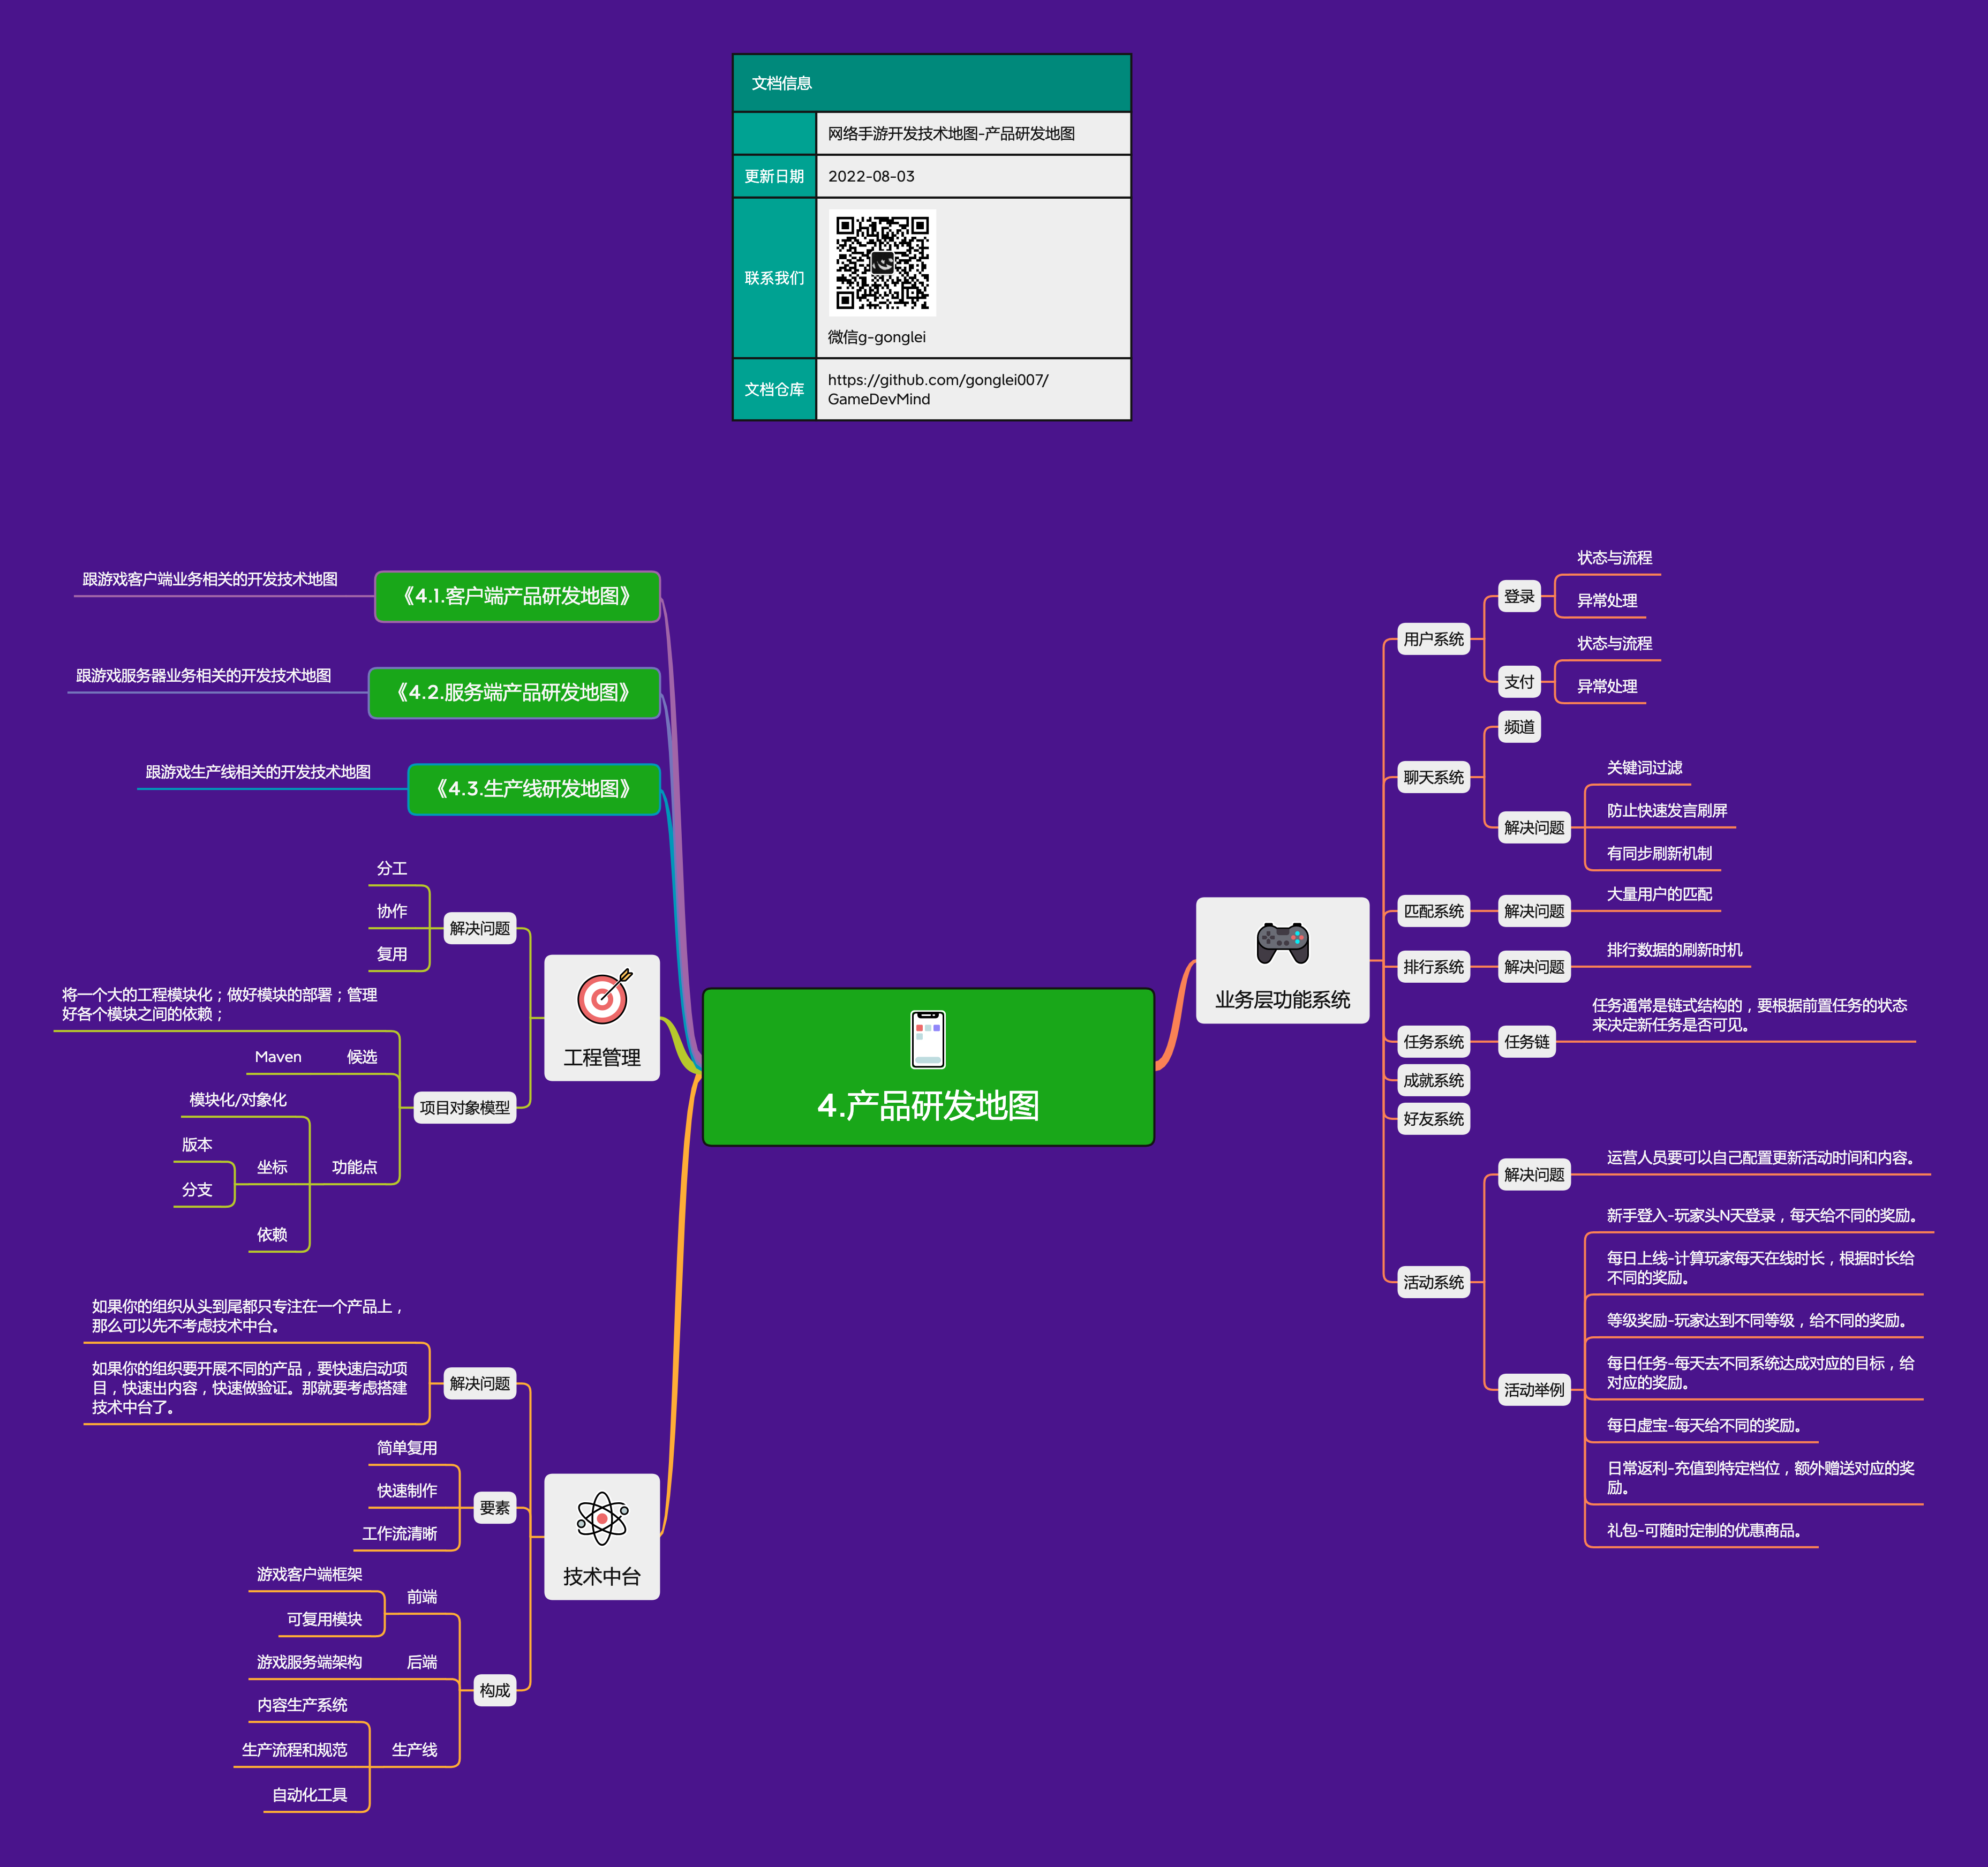 文档信息
网络手游开发技术地图-产品研发地图
更新日期
2022-08-03
联系我们
微信g-gonglei
文档仓库
https://github.com/gonglei007/
GameDevMind
4.产品研发地图
《4.1.客户端产品研发地图》
跟游戏客户端业务相关的开发技术地图
《4.2.服务端产品研发地图》
跟游戏服务器业务相关的开发技术地图
《4.3.生产线研发地图》
跟游戏生产线相关的开发技术地图
工程管理
解决问题
分工
协作
复用
项目对象模型
将一个大的工程模块化；做好模块的部署；管理
好各个模块之间的依赖；
候选
Maven
功能点
模块化/对象化
坐标
版本
分支
依赖
技术中台
解决问题
如果你的组织从头到尾都只专注在一个产品上，
那么可以先不考虑技术中台。
如果你的组织要开展不同的产品，要快速启动项
目，快速出内容，快速做验证。那就要考虑搭建
技术中台了。
要素
简单复用
快速制作
工作流清晰
构成
前端
游戏客户端框架
可复用模块
后端
游戏服务端架构
生产线
内容生产系统
生产流程和规范
自动化工具
业务层功能系统
用户系统
登录
状态与流程
异常处理
支付
状态与流程
异常处理
聊天系统
频道
解决问题
关键词过滤
防止快速发言刷屏
有同步刷新机制
匹配系统
解决问题
大量用户的匹配
排行系统
解决问题
排行数据的刷新时机
任务系统
任务链
任务通常是链式结构的，要根据前置任务的状态
来决定新任务是否可见。
成就系统
好友系统
活动系统
解决问题
运营人员要可以自己配置更新活动时间和内容。
活动举例
新手登入-玩家头N天登录，每天给不同的奖励。
每日上线-计算玩家每天在线时长，根据时长给
不同的奖励。
等级奖励-玩家达到不同等级，给不同的奖励。
每日任务-每天去不同系统达成对应的目标，给
对应的奖励。
每日虚宝-每天给不同的奖励。
日常返利-充值到特定档位，额外赠送对应的奖
励。
礼包-可随时定制的优惠商品。